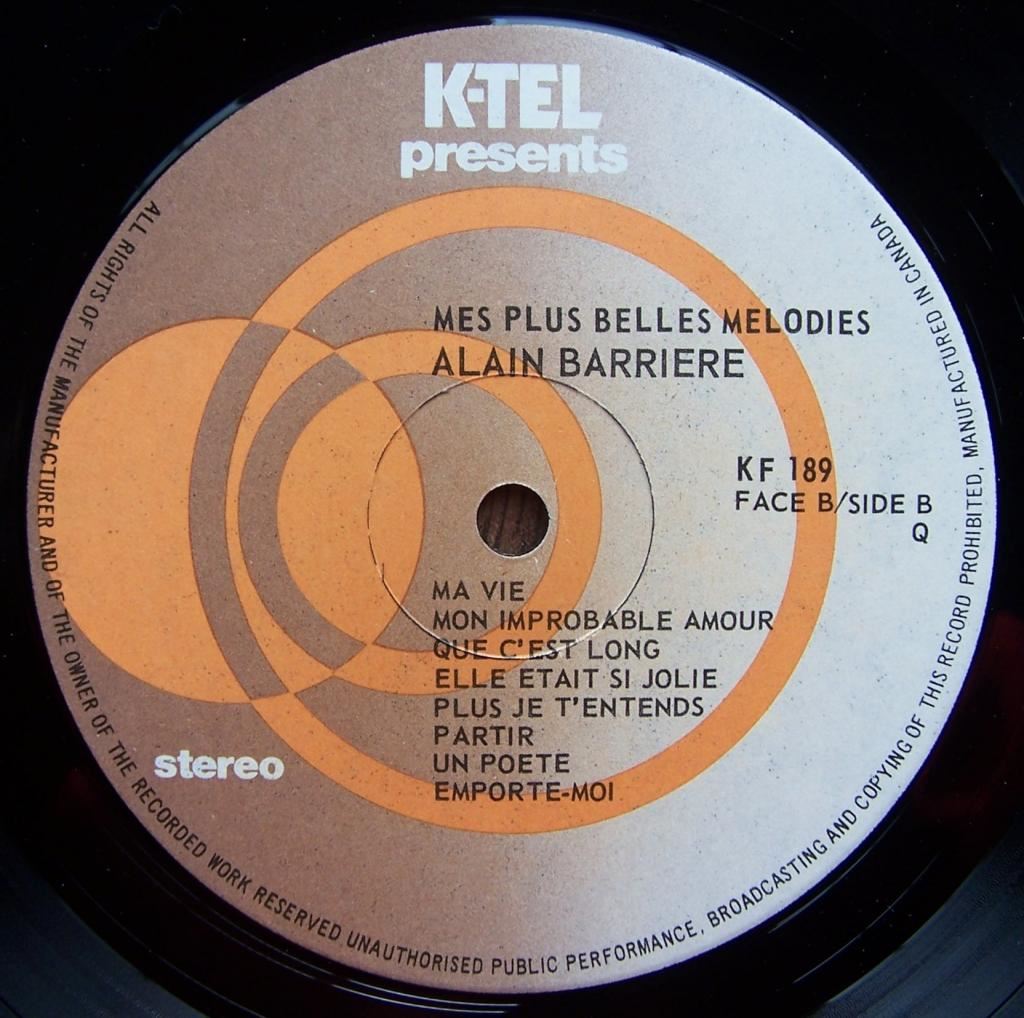 K-TEL
presents
MES PLUS BELLES MELODIES
ALAIN BARRIERE
KF 189
FACE B/SIDE B
Q
MA VIE
MON IMPROBABLE AMOUR
QUE C'EST LONG
ELLE ETAIT SI JOLIE
PLUS JE T'ENTENDS
PARTIR
UN POETE
EMPORTE-MOI
stereo
ALL RIGHTS OF THE MANUFACTURER AND OF THE OWNER OF THE RECORDED WORK RESERVED UNAUTHORISED PUBLIC PERFORMANCE, BROADCASTING AND COPYING OF THIS RECORD PROHIBITED, MANUFACTURED IN CANADA